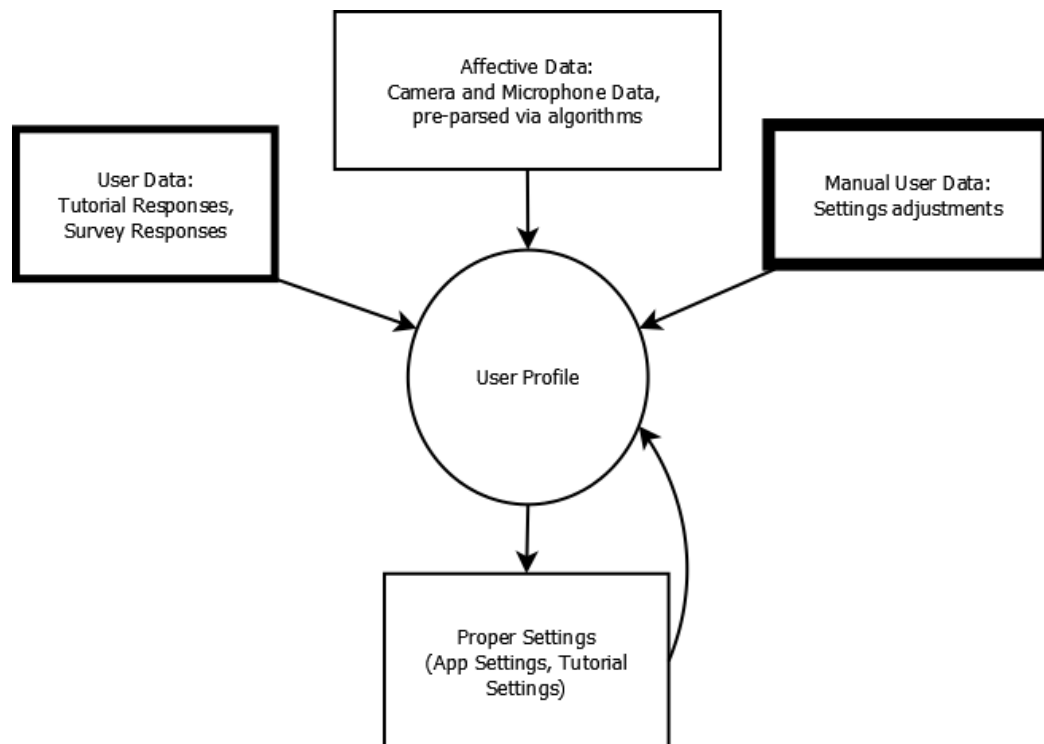 Affective Data:
Camera and Microphone Data,
pre-parsed via algorithms
User Data:
Tutorial Responses,
Survey Responses
Manual User Data:
Settings adjustments
User Profile
Proper Settings
(App Settings, Tutorial
Settings)